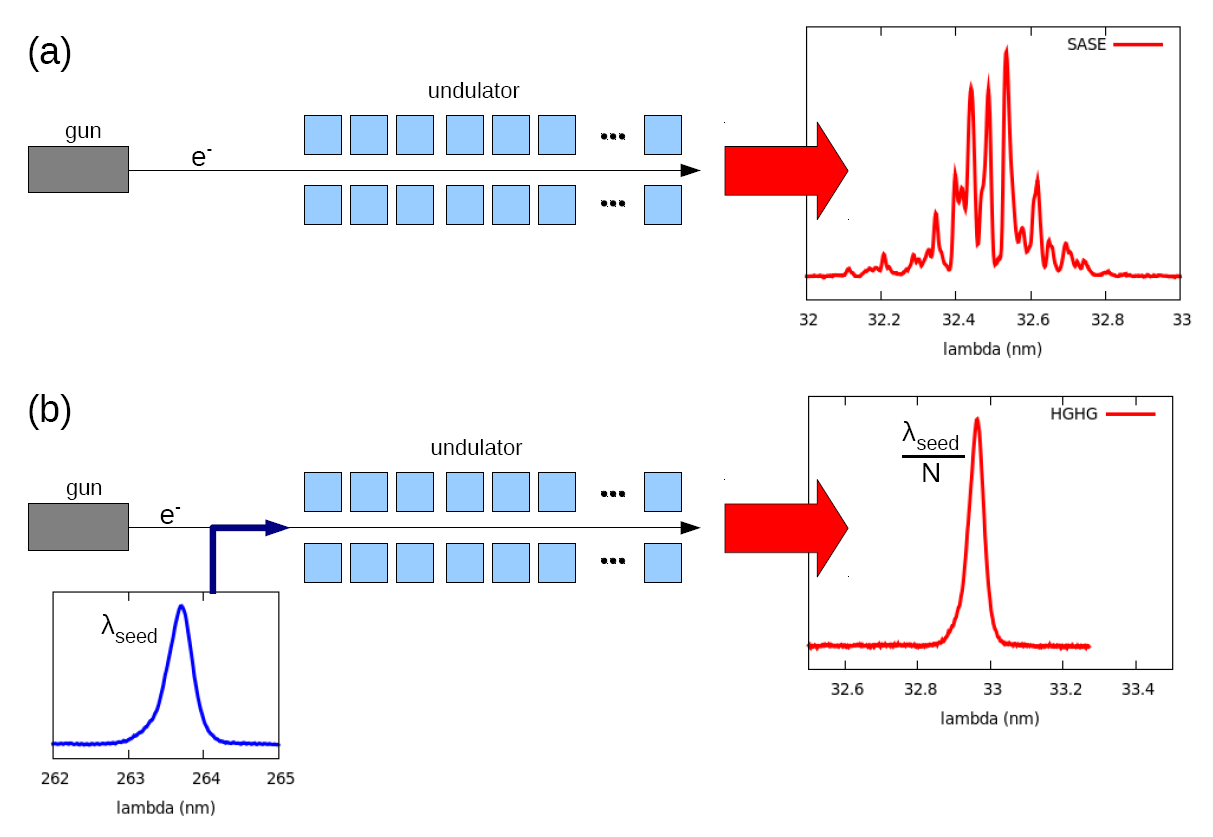 (a)
gun
e-
undulator
...
...
SASE
32 32.2 32.4 32.6 32.8 33
lambda (nm)
(b)
gun
e-
undulator
...
...
HGHG
λseed
N
32.6 32.8 33 33.2 33.4
lambda (nm)
λseed
262 263 264 265
lambda (nm)